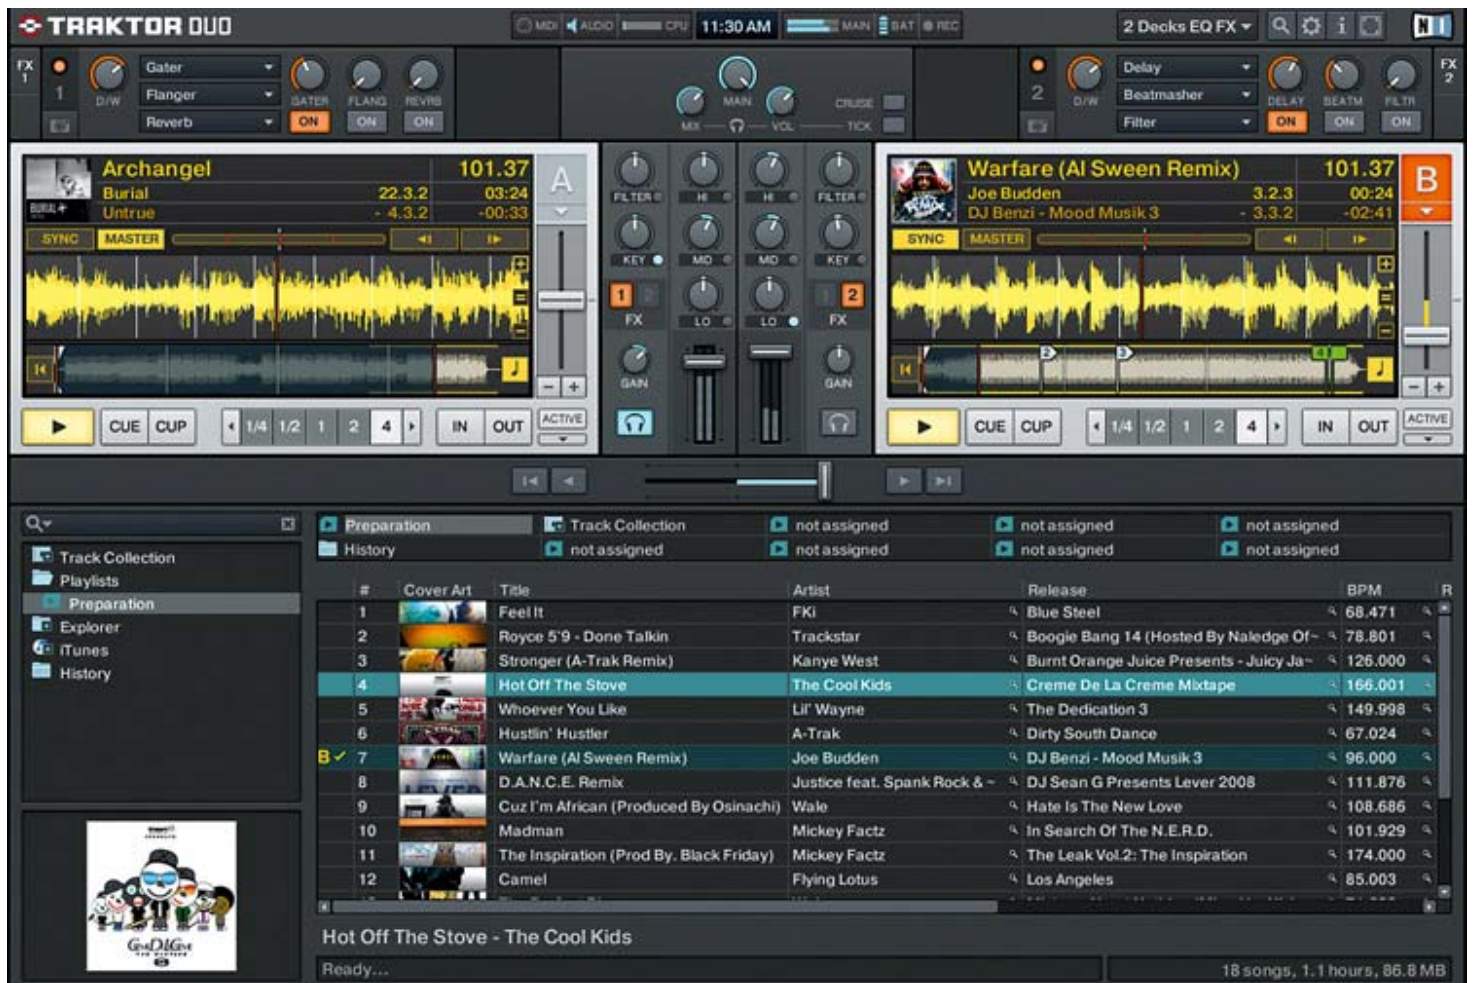 TRAKTOR DUO
MIDI AUDIO CPU 11:30 AM MAIN BAT REC
2 Decks EQ FX
FX 1
1
D/W
Gater
Flanger
Reverb
GATER FLANG REVRB
ON ON ON
MAIN
MIX VOL
CRUISE
TICK
2
D/W
Delay
Beatmasher
Filter
DELAY BEATM FILTR
ON ON ON
FX 2
Archangel 101.37
Burial 22.3.2 03:24
Untrue - 4.3.2 -00:33
A
SYNC MASTER
CUE CUP 1/4 1/2 1 2 4 IN OUT ACTIVE
FILTER HI HI FILTER
KEY MID MID KEY
1 2 1 2
FX LO LO FX
GAIN GAIN
Warfare (Al Sween Remix) 101.37
Joe Budden 3.2.3 00:24
DJ Benzi - Mood Musik 3 - 3.3.2 -02:41
B
SYNC MASTER
2 3 4
CUE CUP 1/4 1/2 1 2 4 IN OUT ACTIVE
Track Collection
Playlists
Preparation
Explorer
iTunes
History
Preparation Track Collection not assigned not assigned not assigned
History not assigned not assigned not assigned not assigned
# Cover Art Title Artist Release BPM R
1 Feel It FKi Blue Steel 68.471
2 Royce 5'9 - Done Talkin Trackstar Boogie Bang 14 (Hosted By Naledge Of~ 78.801
3 Stronger (A-Trak Remix) Kanye West Burnt Orange Juice Presents - Juicy Ja~ 126.000
4 Hot Off The Stove The Cool Kids Creme De La Creme Mixtape 166.001
5 Whoever You Like Lil' Wayne The Dedication 3 149.998
6 Hustlin' Hustler A-Trak Dirty South Dance 67.024
B 7 Warfare (Al Sween Remix) Joe Budden DJ Benzi - Mood Musik 3 96.000
8 D.A.N.C.E. Remix Justice feat. Spank Rock & ~ DJ Sean G Presents Lever 2008 111.876
9 Cuz I'm African (Produced By Osinachi) Wale Hate Is The New Love 108.686
10 Madman Mickey Factz In Search Of The N.E.R.D. 101.929
11 The Inspiration (Prod By. Black Friday) Mickey Factz The Leak Vol.2: The Inspiration 174.000
12 Camel Flying Lotus Los Angeles 85.003
Hot Off The Stove - The Cool Kids
Ready...
18 songs, 1.1 hours, 86.8 MB